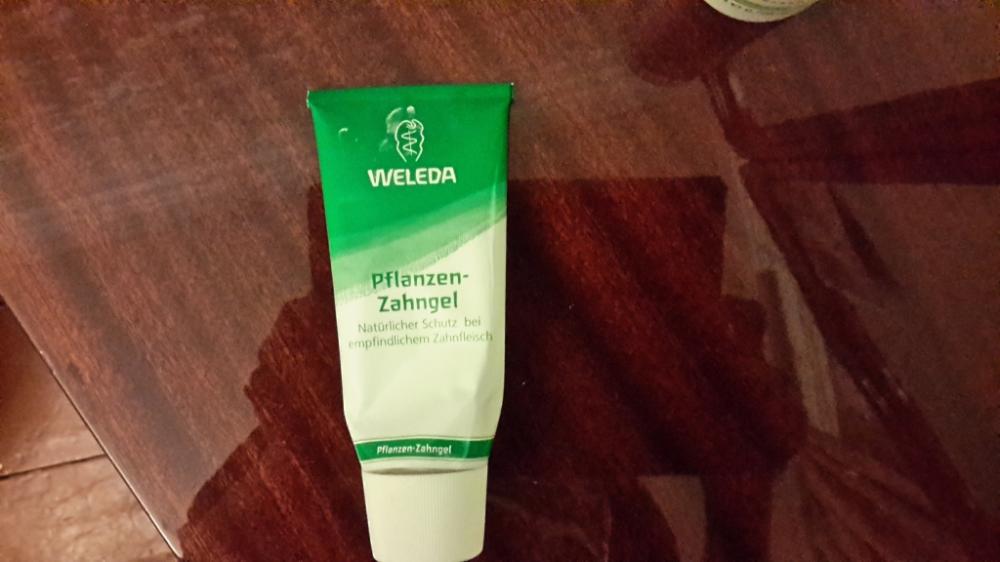 WELEDA
Pflanzen-
Zahngel
Natürlicher Schutz bei
empfindlichem Zahnfleisch
Pflanzen-Zahngel